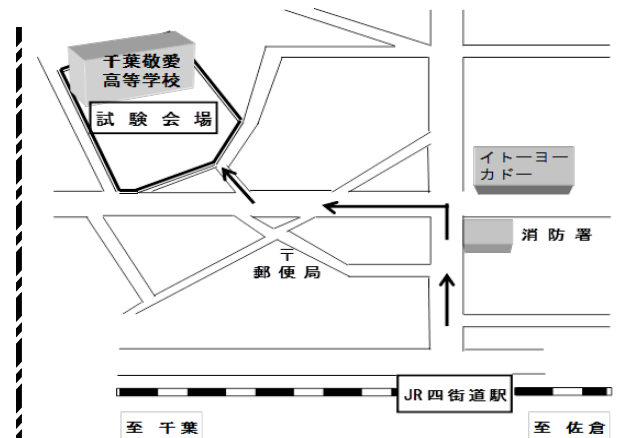 千葉敬愛
高等学校
試験会場
イトーヨー
カドー
消防署
〒
郵便局
JR四街道駅
至 千葉
至 佐倉